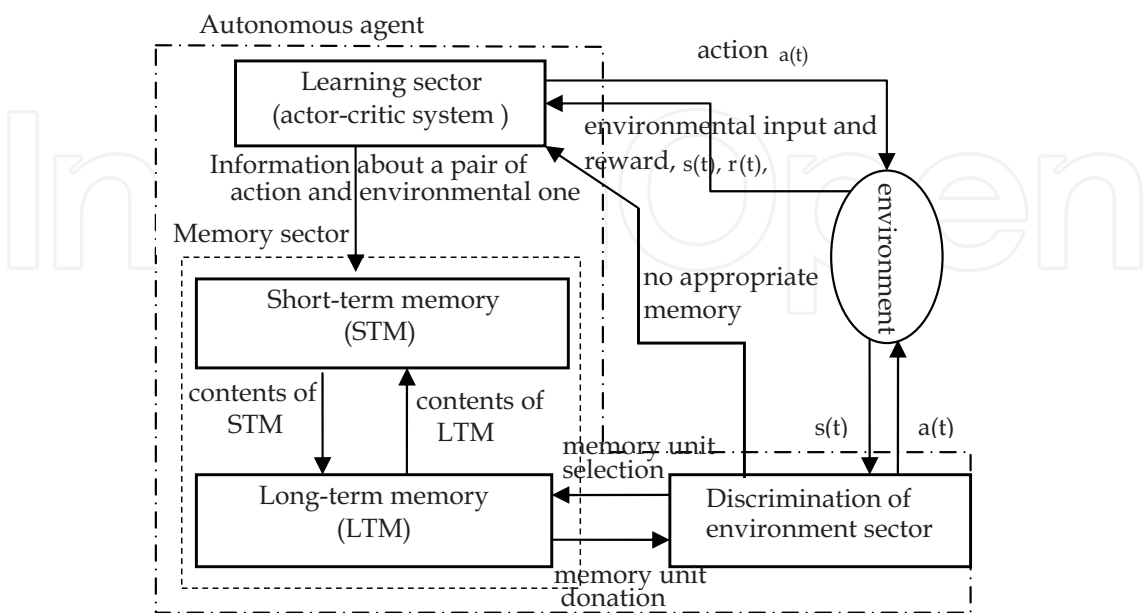 Autonomous agent
action a(t)
Learning sector
(actor-critic system )
environmental input and
reward, s(t), r(t),
Information about a pair of
action and environmental one
environment
Memory sector
Short-term memory
(STM)
no appropriate
memory
contents of
STM
contents of
LTM
s(t)
a(t)
memory unit
selection
Long-term memory
(LTM)
Discrimination of
environment sector
memory unit
donation
In
Open